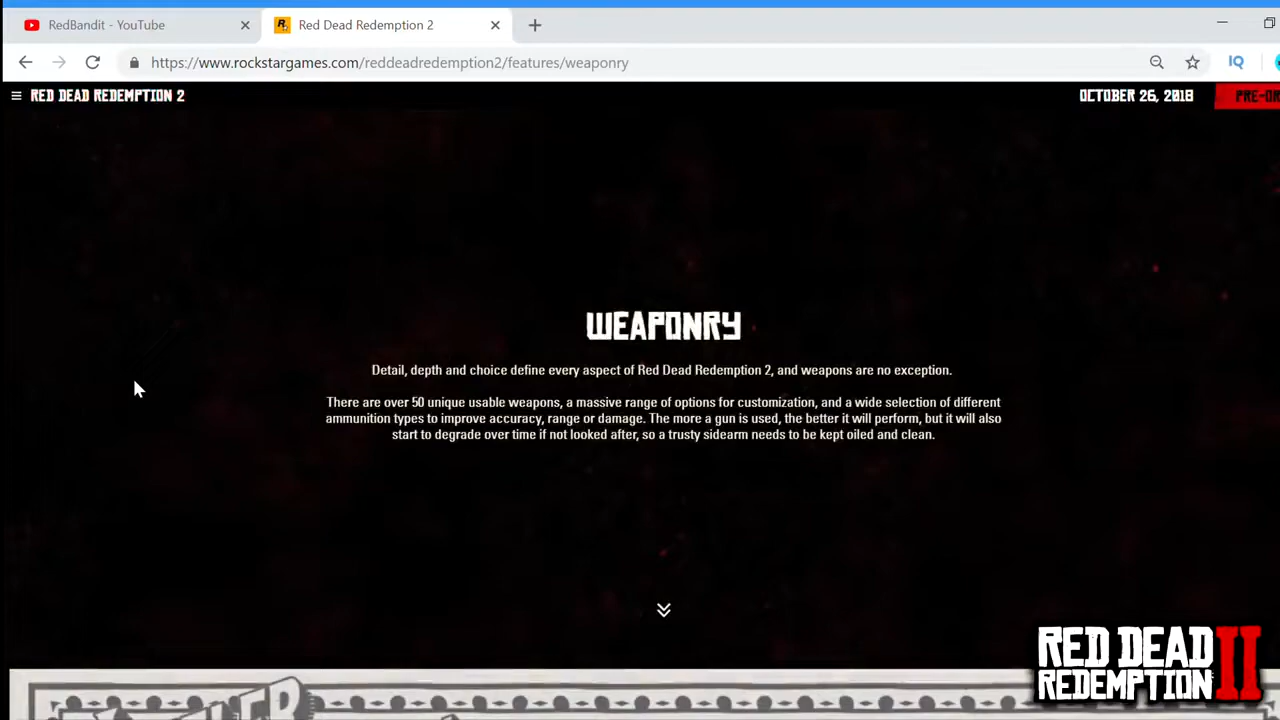 RedBandit - YouTube
Red Dead Redemption 2
https://www.rockstargames.com/reddeadredemption2/features/weaponry
IQ
RED DEAD REDEMPTION 2
OCTOBER 26, 2018
WEAPONRY
Detail, depth and choice define every aspect of Red Dead Redemption 2, and weapons are no exception.
There are over 50 unique usable weapons, a massive range of options for customization, and a wide selection of different
ammunition types to improve accuracy, range or damage. The more a gun is used, the better it will perform, but it will also
start to degrade over time if not looked after, so a trusty sidearm needs to be kept oiled and clean.
RED DEAD
REDEMPTION II